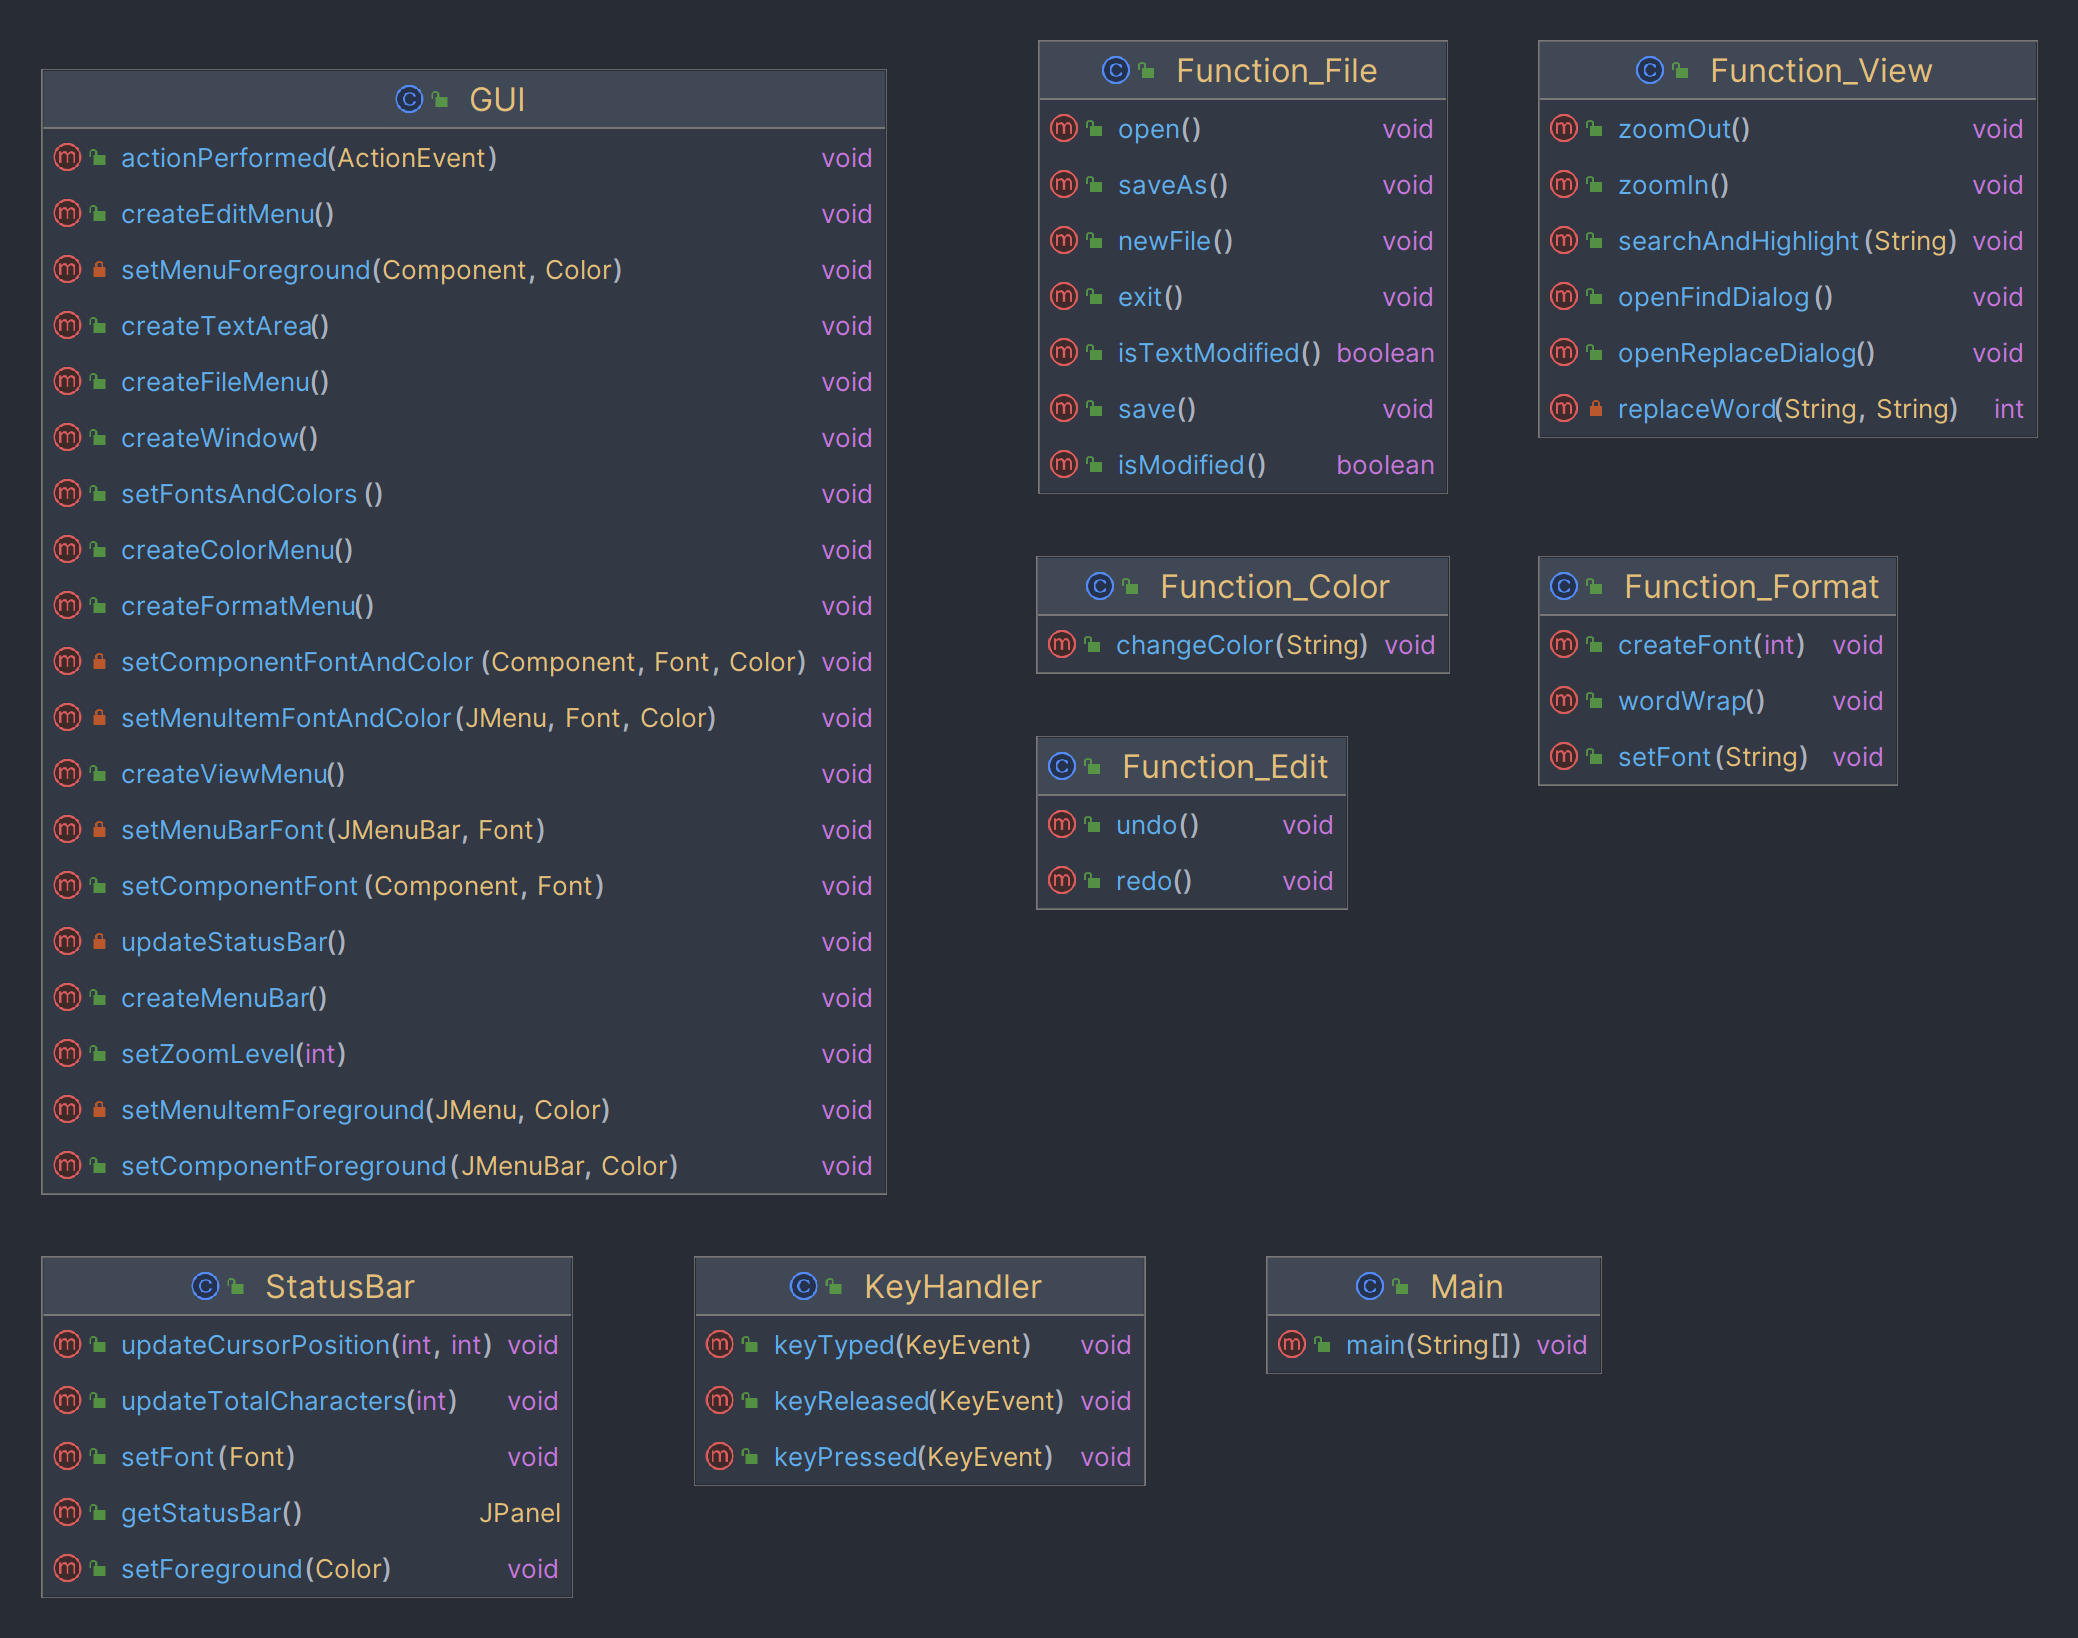 GUI
actionPerformed(ActionEvent) void
createEditMenu() void
setMenuForeground(Component, Color) void
createTextArea() void
createFileMenu() void
createWindow() void
setFontsAndColors() void
createColorMenu() void
createFormatMenu() void
setComponentFontAndColor(Component, Font, Color) void
setMenuItemFontAndColor(JMenu, Font, Color) void
createViewMenu() void
setMenuBarFont(JMenuBar, Font) void
setComponentFont(Component, Font) void
updateStatusBar() void
createMenuBar() void
setZoomLevel(int) void
setMenuItemForeground(JMenu, Color) void
setComponentForeground(JMenuBar, Color) void
Function_File
open() void
saveAs() void
newFile() void
exit() void
isTextModified() boolean
save() void
isModified() boolean
Function_View
zoomOut() void
zoomIn() void
searchAndHighlight(String) void
openFindDialog() void
openReplaceDialog() void
replaceWord(String, String) int
Function_Color
changeColor(String) void
Function_Format
createFont(int) void
wordWrap() void
setFont(String) void
Function_Edit
undo() void
redo() void
StatusBar
updateCursorPosition(int, int) void
updateTotalCharacters(int) void
setFont(Font) void
getStatusBar() JPanel
setForeground(Color) void
KeyHandler
keyTyped(KeyEvent) void
keyReleased(KeyEvent) void
keyPressed(KeyEvent) void
Main
main(String[]) void